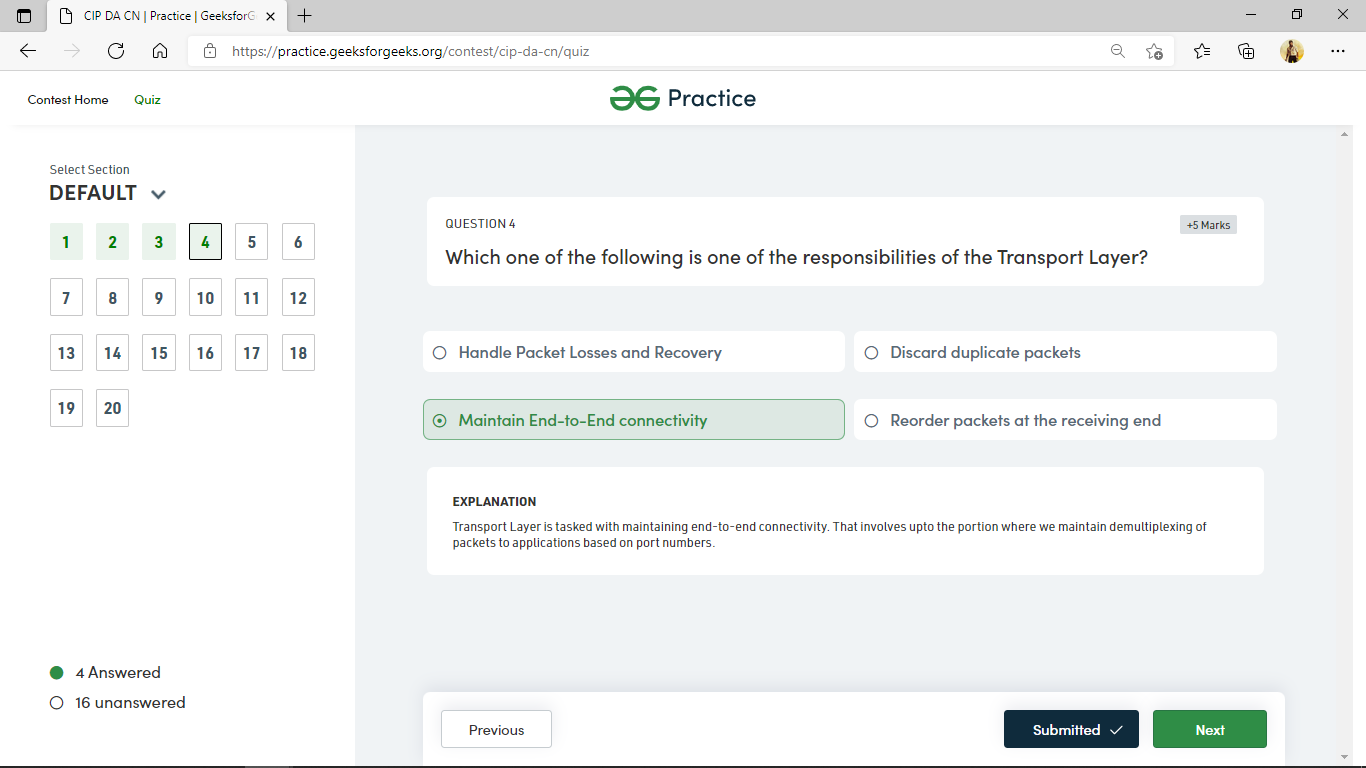 CIP DA CN | Practice | GeeksforG
https://practice.geeksforgeeks.org/contest/cip-da-cn/quiz
Contest Home
Quiz
Practice
Select Section
DEFAULT
1 2 3 4 5 6
7 8 9 10 11 12
13 14 15 16 17 18
19 20
4 Answered
16 unanswered
QUESTION 4
+5 Marks
Which one of the following is one of the responsibilities of the Transport Layer?
Handle Packet Losses and Recovery
Discard duplicate packets
Maintain End-to-End connectivity
Reorder packets at the receiving end
EXPLANATION
Transport Layer is tasked with maintaining end-to-end connectivity. That involves upto the portion where we maintain demultiplexing of
packets to applications based on port numbers.
Previous
Submitted
Next